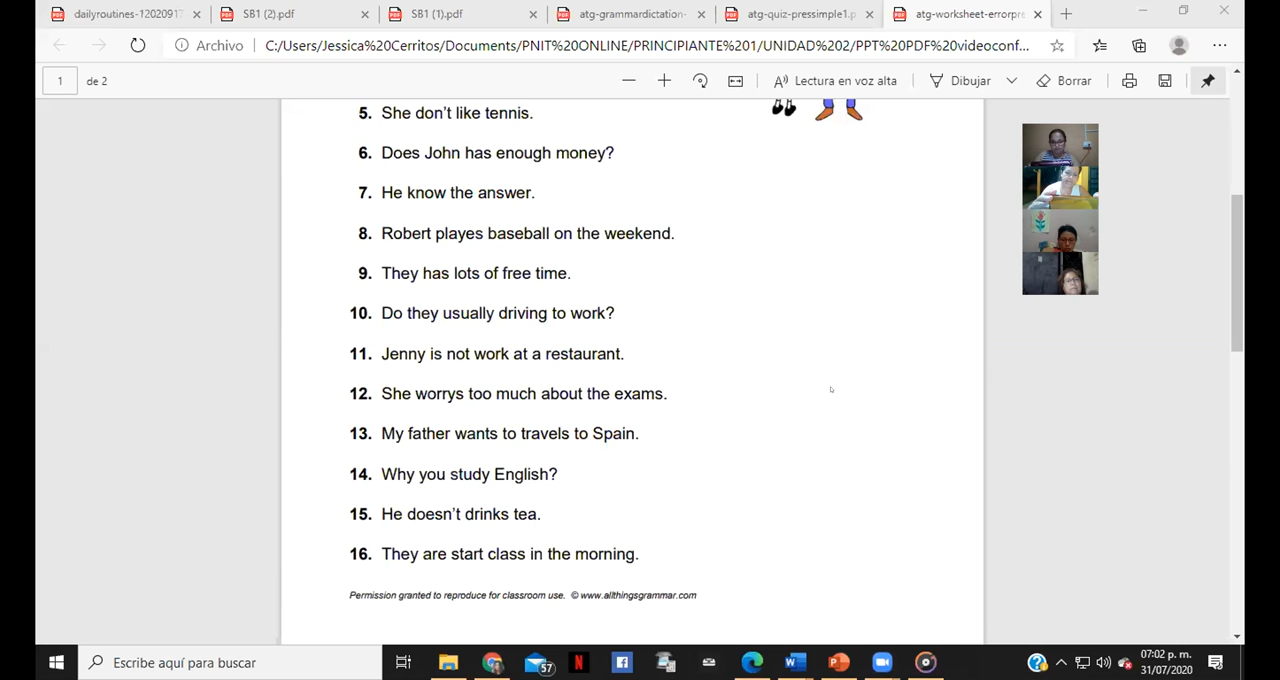 dailyroutines-12020917
SB1 (2).pdf
SB1 (1).pdf
atg-grammardictation-
atg-quiz-pressimple1.p
atg-worksheet-errorpre
Archivo
C:/Users/Jessica%20Cerritos/Documents/PNIT%20ONLINE/PRINCIPIANTE%201/UNIDAD%202/PPT%20PDF%20videoconf...
1 de 2
Lectura en voz alta
Dibujar
Borrar
5. She don't like tennis.
6. Does John has enough money?
7. He know the answer.
8. Robert playes baseball on the weekend.
9. They has lots of free time.
10. Do they usually driving to work?
11. Jenny is not work at a restaurant.
12. She worrys too much about the exams.
13. My father wants to travels to Spain.
14. Why you study English?
15. He doesn't drinks tea.
16. They are start class in the morning.
Permission granted to reproduce for classroom use. © www.allthingsgrammar.com
Escribe aquí para buscar
57
07:02 p. m.
31/07/2020